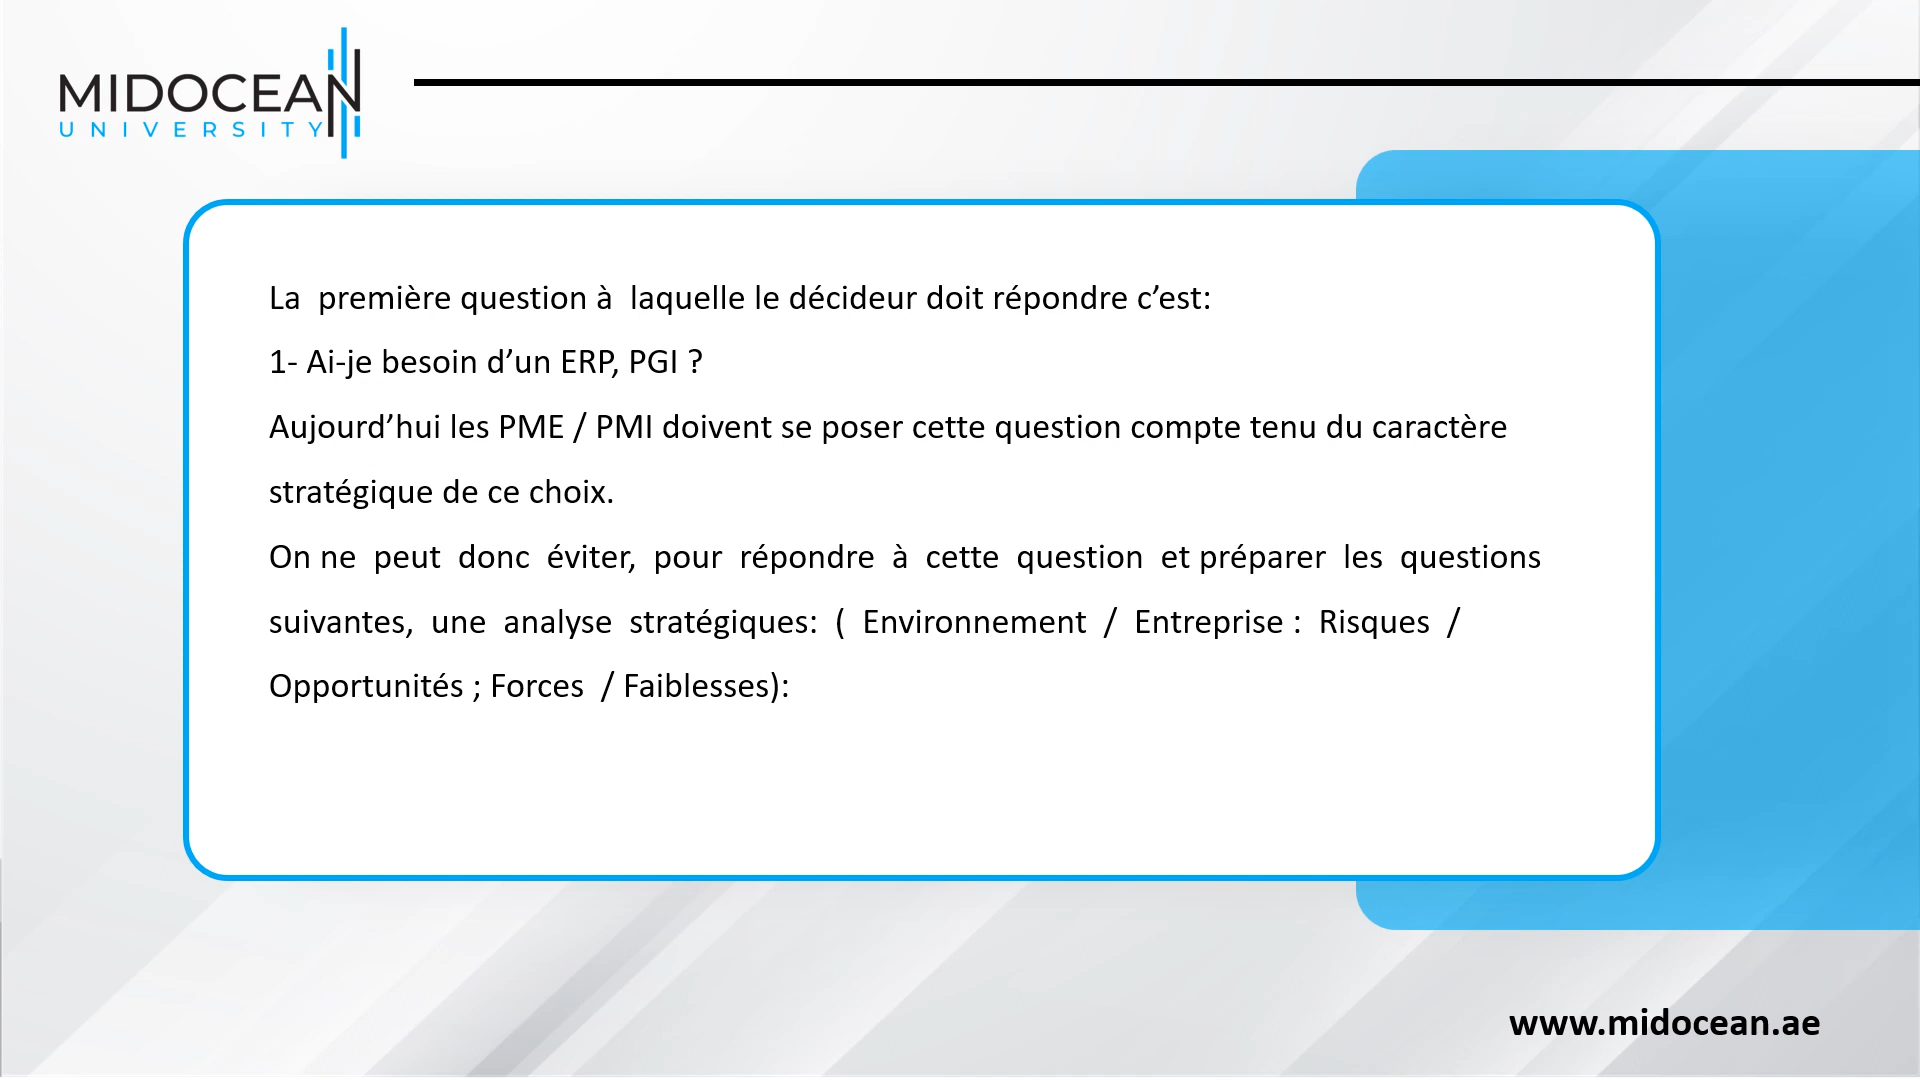 MIDOCEAN
UNIVERSITY
La première question à laquelle le décideur doit répondre c’est:
1- Ai-je besoin d’un ERP, PGI ?
Aujourd’hui les PME / PMI doivent se poser cette question compte tenu du caractère
stratégique de ce choix.
On ne peut donc éviter, pour répondre à cette question et préparer les questions
suivantes, une analyse stratégiques: ( Environnement / Entreprise : Risques /
Opportunités ; Forces / Faiblesses):
www.midocean.ae